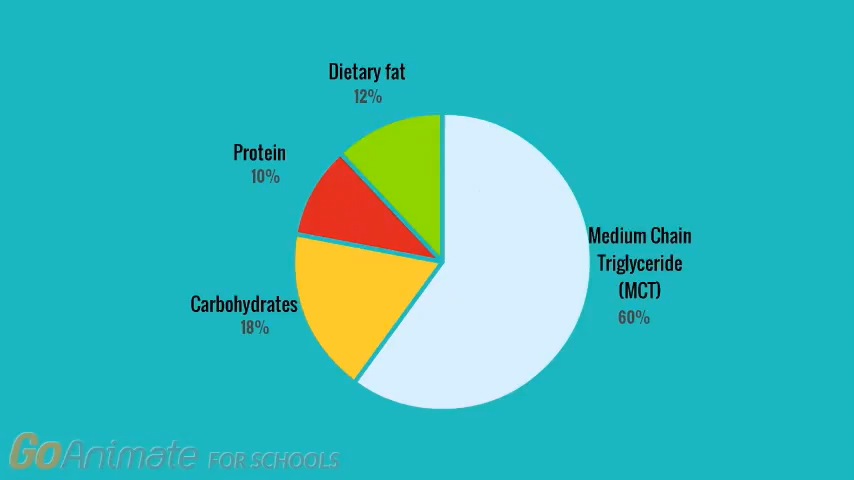 Dietary fat
12%
Protein
10%
Medium Chain
Triglyceride
(MCT)
60%
Carbohydrates
18%
GoAnimate FOR SCHOOLS